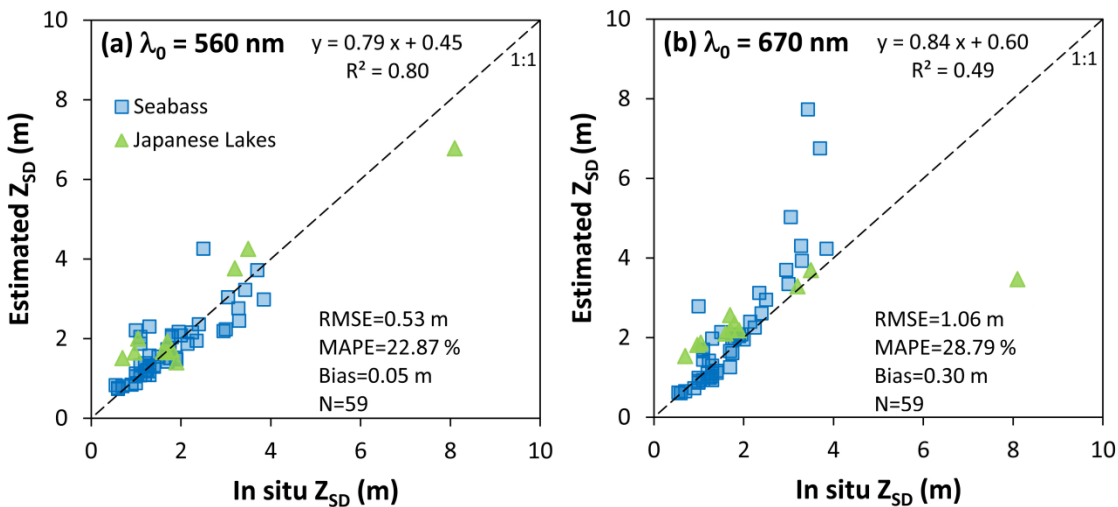 (a) λ₀ = 560 nm
y = 0.79 x + 0.45
R² = 0.80
1:1
Seabass
Japanese Lakes
RMSE=0.53 m
MAPE=22.87 %
Bias=0.05 m
N=59
10
8
6
4
2
0
0 2 4 6 8 10
Estimated Z_SD (m)
In situ Z_SD (m)
(b) λ₀ = 670 nm
y = 0.84 x + 0.60
R² = 0.49
1:1
RMSE=1.06 m
MAPE=28.79 %
Bias=0.30 m
N=59
10
8
6
4
2
0
0 2 4 6 8 10
Estimated Z_SD (m)
In situ Z_SD (m)